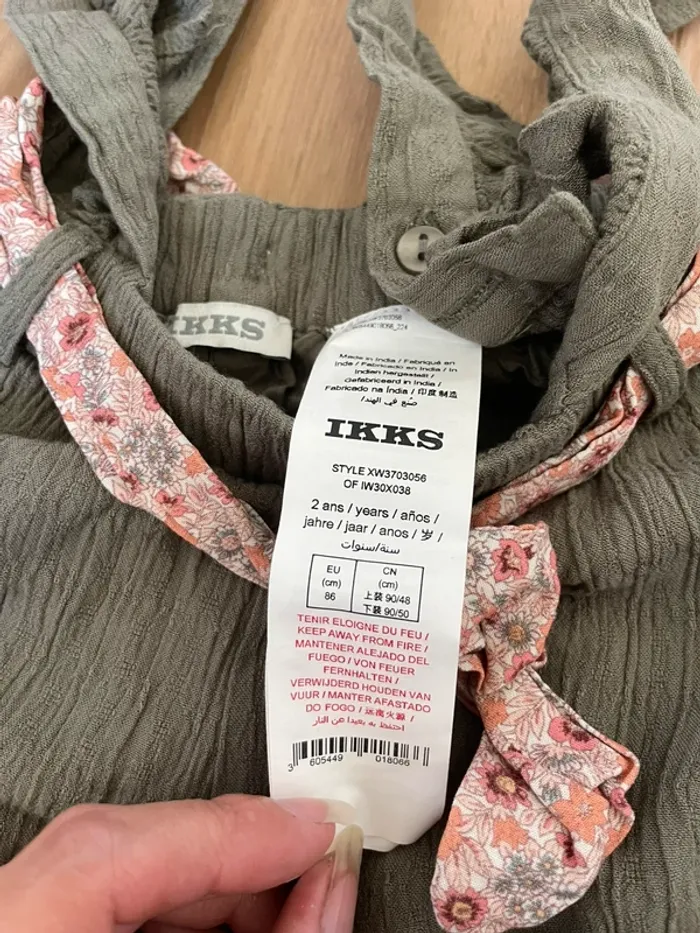 IKKS
Made in India / Fabriqué en
Inde / Fabricado en India / In
Indien hergestellt /
Gefabriceerd in India /
Fabricado na Índia / 印度制造
/صنع في الهند
IKKS
STYLE XW3703056
OF IW30X038
2 ans / years / años /
jahre / jaar / anos / 岁 /
سنة/سنوات
EU CN
(cm) (cm)
86 上装 90/48
下装 90/50
TENIR ELOIGNE DU FEU /
KEEP AWAY FROM FIRE /
MANTENER ALEJADO DEL
FUEGO / VON FEUER
FERNHALTEN /
VERWIJDERD HOUDEN VAN
VUUR / MANTER AFASTADO
DO FOGO / 远离火源 /
احتفظ به بعيدا عن النار
3 605449 018066